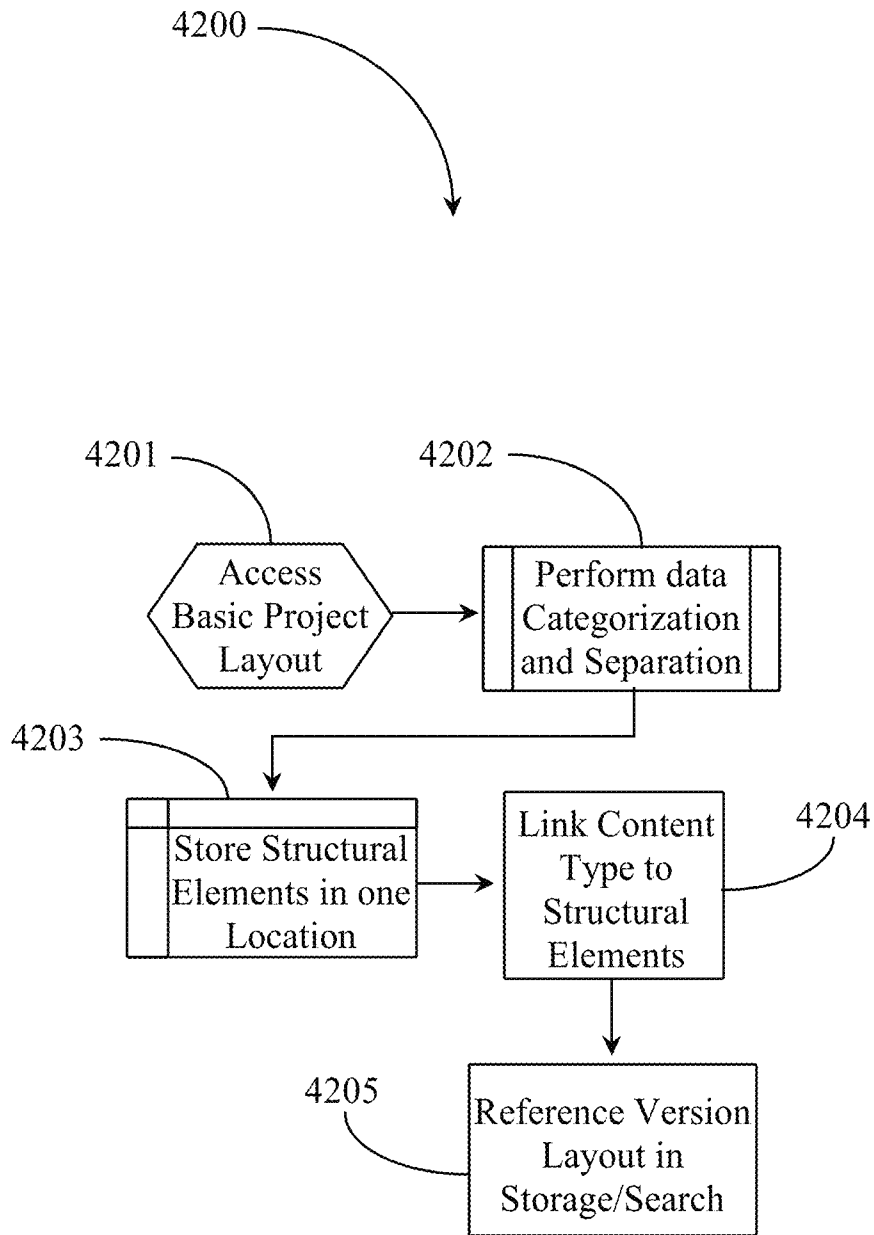 4200
4201
Access
Basic Project
Layout
4202
Perform data
Categorization
and Separation
4203
Store Structural
Elements in one
Location
4204
Link Content
Type to
Structural
Elements
4205
Reference Version
Layout in
Storage/Search